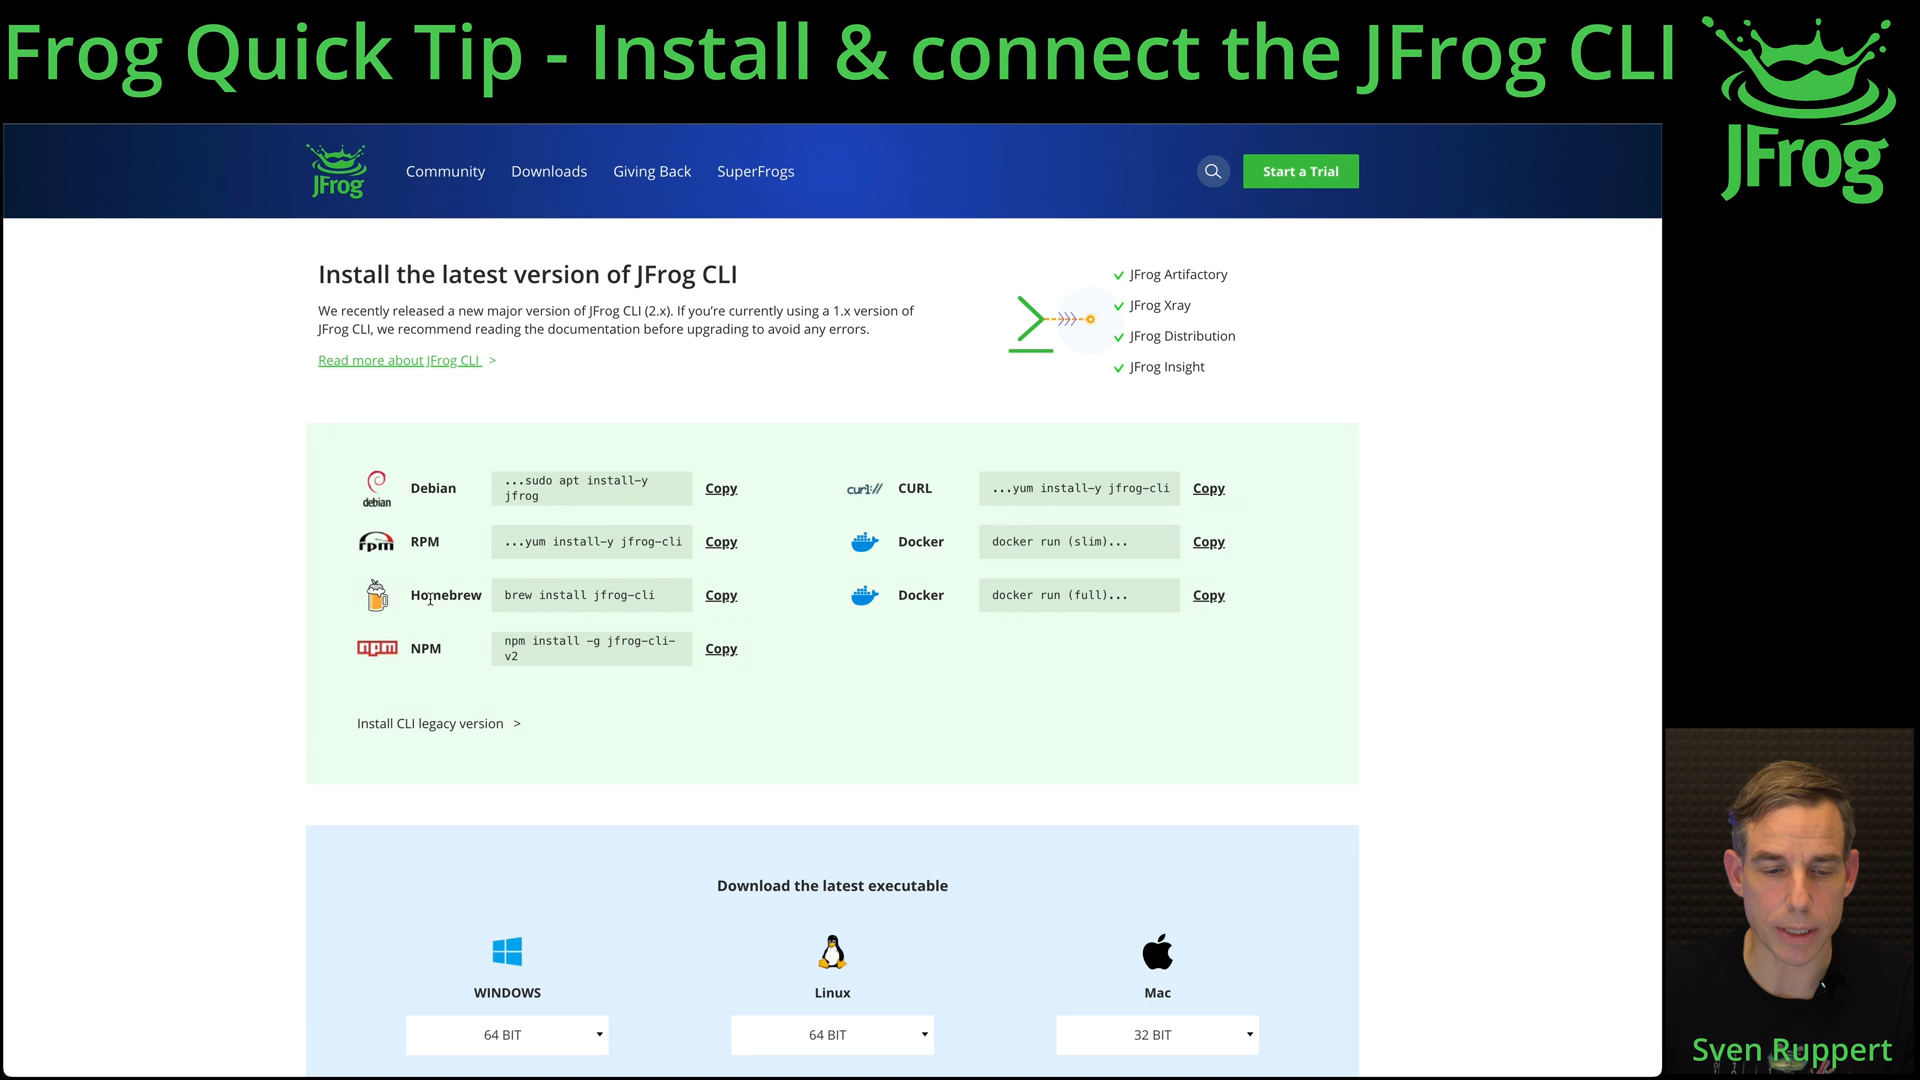 Frog Quick Tip - Install & connect the JFrog CLI
JFrog
JFrog
Community
Downloads
Giving Back
SuperFrogs
Start a Trial
Install the latest version of JFrog CLI
We recently released a new major version of JFrog CLI (2.x). If you're currently using a 1.x version of
JFrog CLI, we recommend reading the documentation before upgrading to avoid any errors.
Read more about JFrog CLI >
JFrog Artifactory
JFrog Xray
JFrog Distribution
JFrog Insight
debian
Debian
...sudo apt install-y
jfrog
Copy
rpm
RPM
...yum install-y jfrog-cli
Copy
Homebrew
brew install jfrog-cli
Copy
npm
NPM
npm install -g jfrog-cli-
v2
Copy
curl://
CURL
...yum install-y jfrog-cli
Copy
Docker
docker run (slim)...
Copy
Docker
docker run (full)...
Copy
Install CLI legacy version >
Download the latest executable
WINDOWS
64 BIT
Linux
64 BIT
Mac
32 BIT
Sven Ruppert